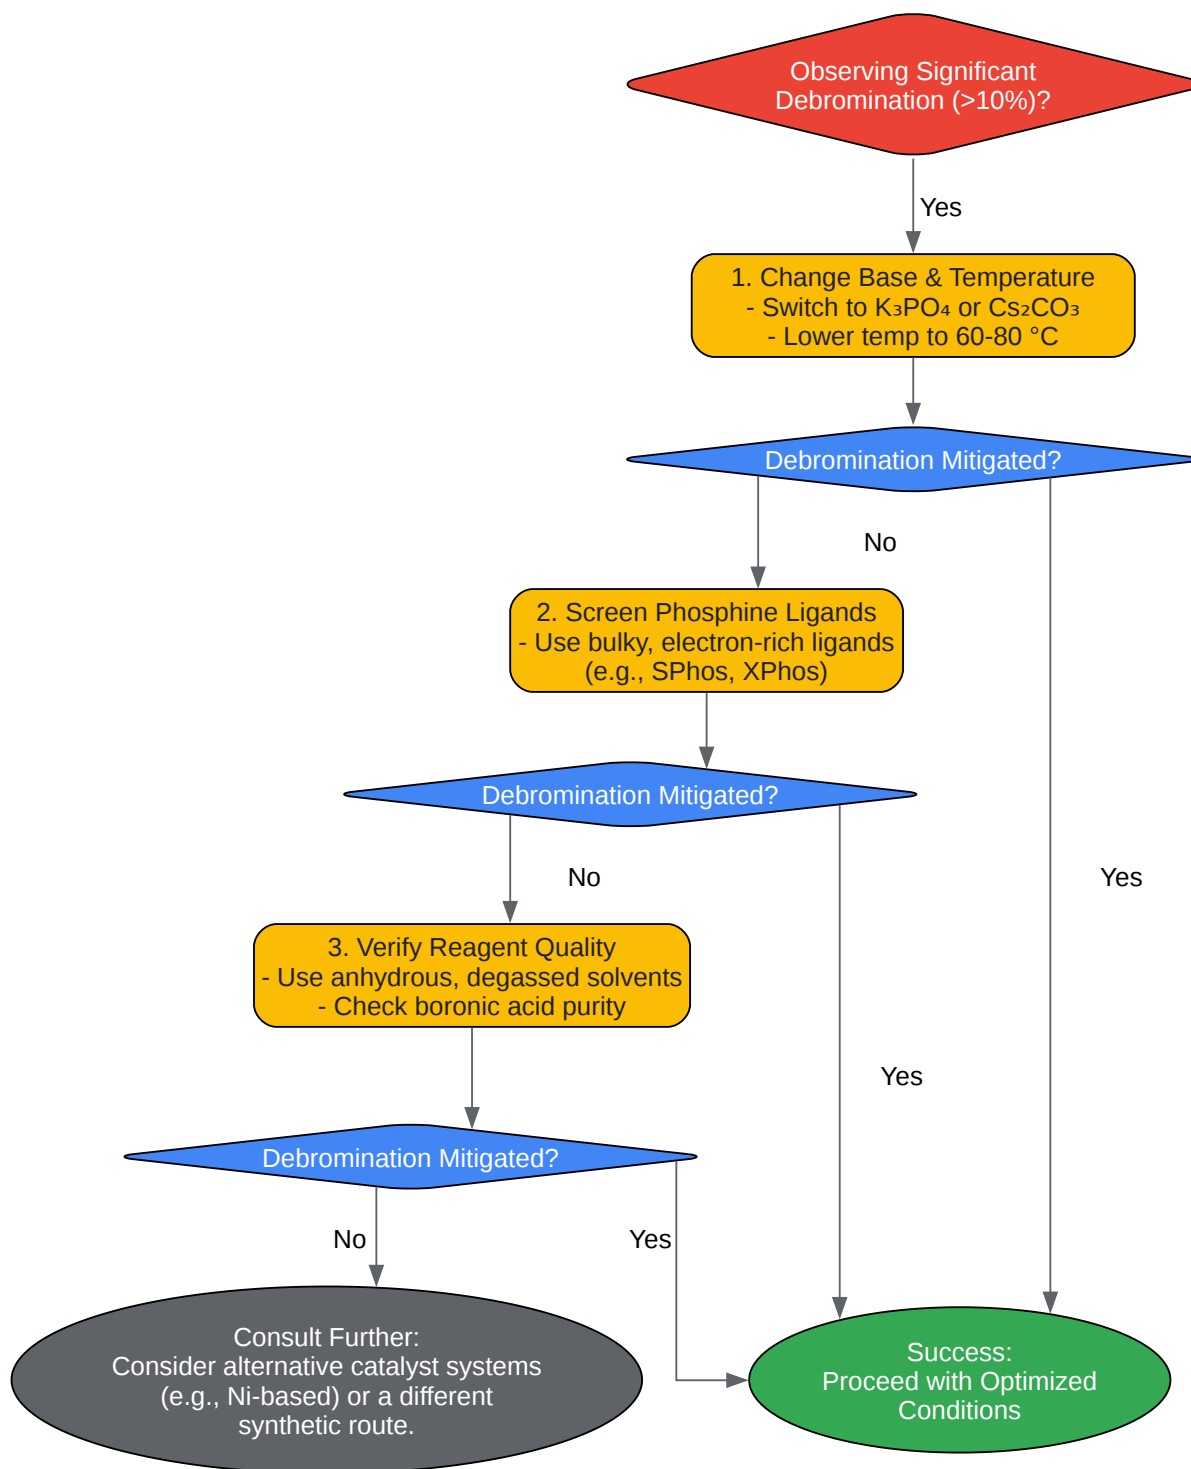 Observing Significant
Debromination (>10%)?
Yes
1. Change Base & Temperature
- Switch to K₃PO₄ or Cs₂CO₃
- Lower temp to 60-80 °C
Debromination Mitigated?
No
2. Screen Phosphine Ligands
- Use bulky, electron-rich ligands
(e.g., SPhos, XPhos)
Debromination Mitigated?
No
Yes
3. Verify Reagent Quality
- Use anhydrous, degassed solvents
- Check boronic acid purity
Yes
Debromination Mitigated?
No
Yes
Consult Further:
Consider alternative catalyst systems
(e.g., Ni-based) or a different
synthetic route.
Success:
Proceed with Optimized
Conditions